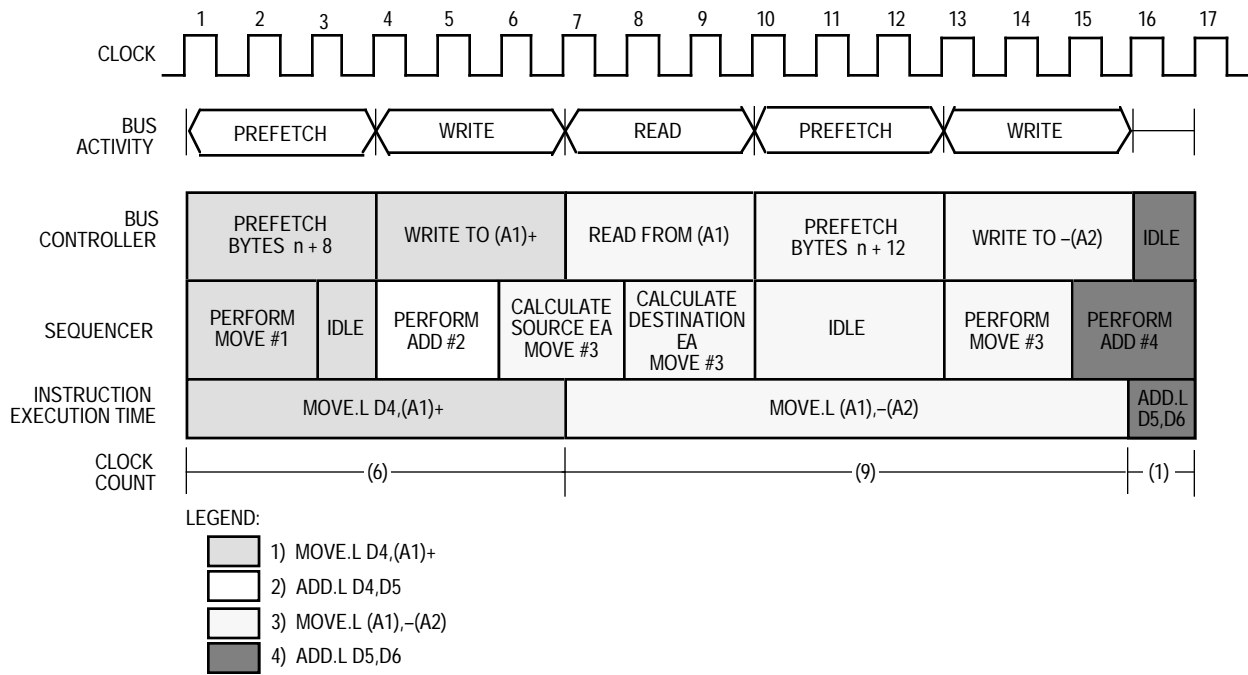 1 2 3 4 5 6 7 8 9 10 11 12 13 14 15 16 17
CLOCK
BUS
ACTIVITY
PREFETCH WRITE READ PREFETCH WRITE
BUS
CONTROLLER
PREFETCH
BYTES n + 8
WRITE TO (A1)+
READ FROM (A1)
PREFETCH
BYTES n + 12
WRITE TO –(A2)
IDLE
SEQUENCER
PERFORM
MOVE #1
IDLE
PERFORM
ADD #2
CALCULATE
SOURCE EA
MOVE #3
CALCULATE
DESTINATION
EA
MOVE #3
IDLE
PERFORM
MOVE #3
PERFORM
ADD #4
INSTRUCTION
EXECUTION TIME
MOVE.L D4,(A1)+
MOVE.L (A1),–(A2)
ADD.L
D5,D6
CLOCK
COUNT
(6) (9) (1)
LEGEND:
1) MOVE.L D4,(A1)+
2) ADD.L D4,D5
3) MOVE.L (A1),–(A2)
4) ADD.L D5,D6